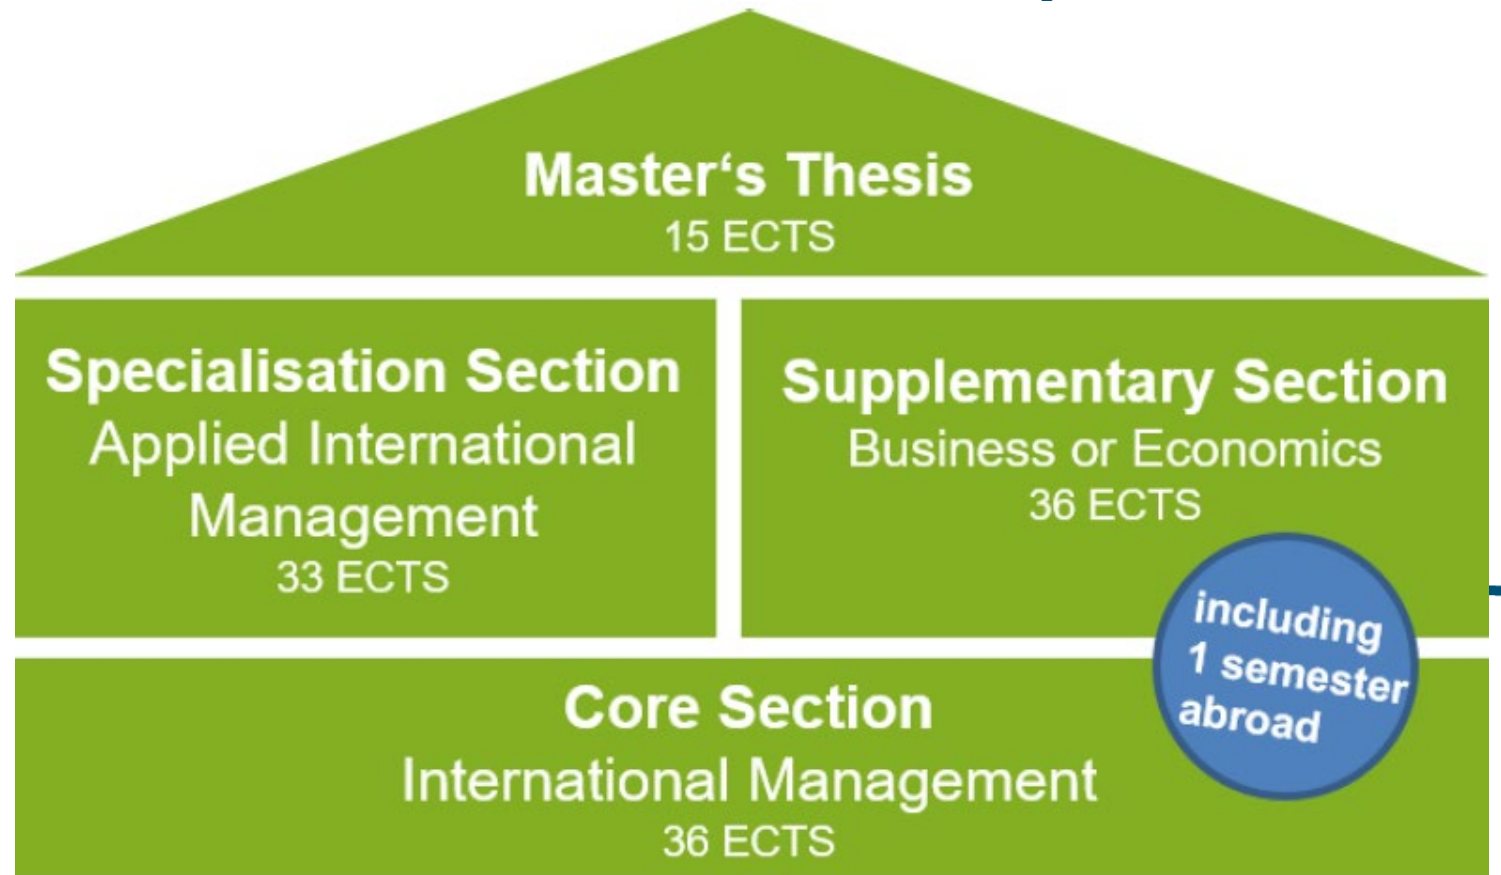 Master‘s Thesis
15 ECTS
Specialisation Section
Applied International
Management
33 ECTS
Supplementary Section
Business or Economics
36 ECTS
including
1 semester
abroad
Core Section
International Management
36 ECTS